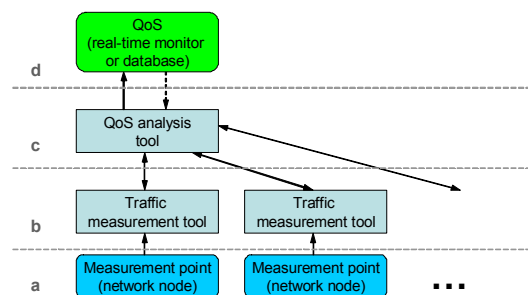 QoS
(real-time monitor
or database)
d
QoS analysis
tool
c
Traffic
measurement tool
Traffic
measurement tool
b
Measurement point
(network node)
Measurement point
(network node)
...
a